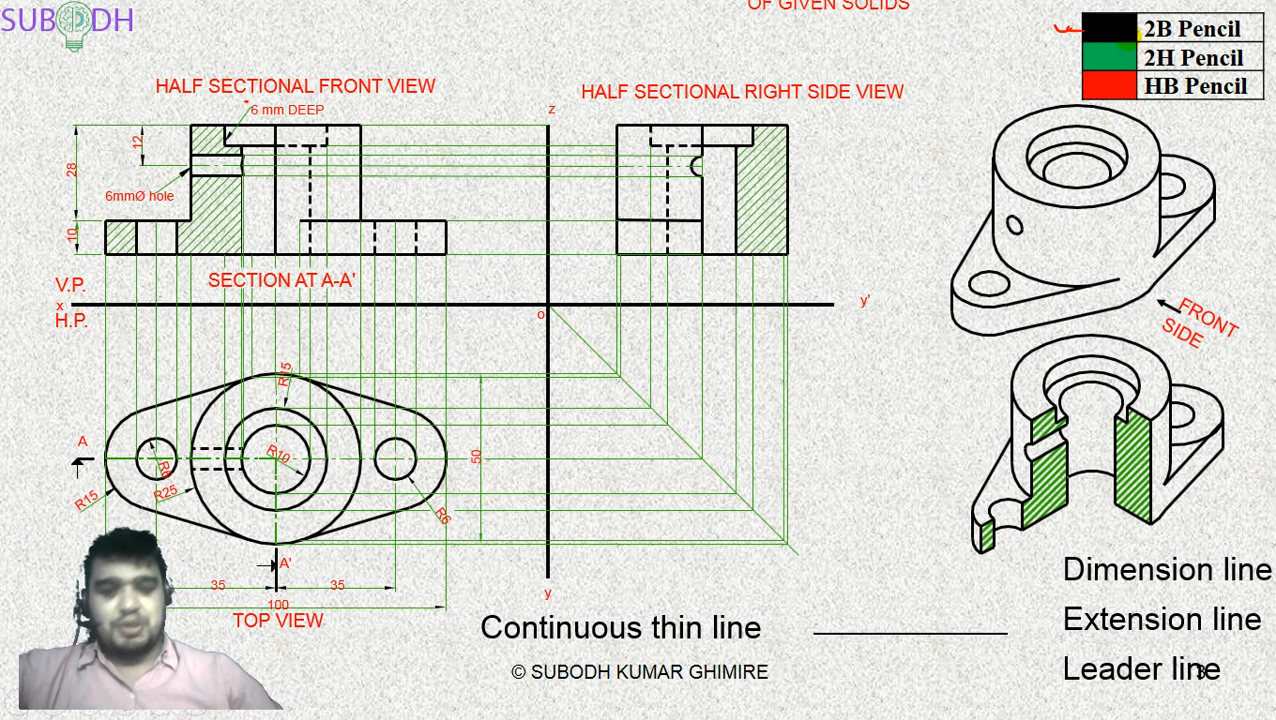 SUBODH
OF GIVEN SOLIDS
2B Pencil
2H Pencil
HB Pencil
HALF SECTIONAL FRONT VIEW
HALF SECTIONAL RIGHT SIDE VIEW
6 mm DEEP
z
12
28
6mmØ hole
10
SECTION AT A-A'
V.P.
x
H.P.
o
y'
FRONT
SIDE
R15
A
R10
50
R6
R25
R15
R6
A'
35
35
100
TOP VIEW
y
Continuous thin line
Dimension line
Extension line
Leader line
3
© SUBODH KUMAR GHIMIRE